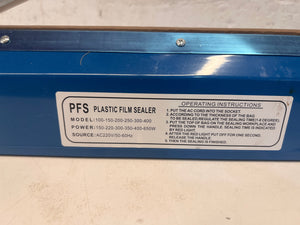 PFS PLASTIC FILM SEALER
MODEL:100-150-200-250-300-400
POWER:150-220-300-350-400-650W
SOURCE:AC220V/50-60Hz
OPERATING INSTRUCTIONS
1. PUT THE AC CORD INTO THE SOCKET.
2. ACCORDING TO THE THICKNESS OF THE BAG
TO BE SEALED,REGULATE THE SEALING TIME(1-8 DEGREE)
3. PUT THE TOP OF BAG ON THE SEALING WORKPLACE AND
PRESS DOWN THE HANDLE, SEALING TIME IS INDICATED
BY RED LIGHT.
4. AFTER THE RED LIGHT PUT OFF FOR ONE SECOND,
RELEASE THE HANDLE.
5. THEN THE SEALING IS FINISHED.